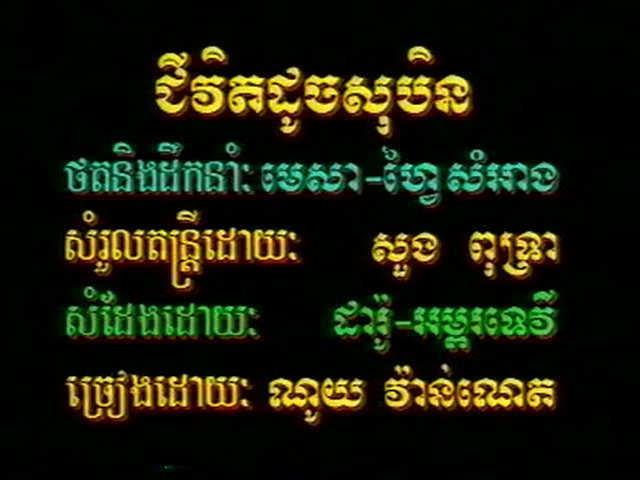 ជីវិតដូចសុបិន
ថតនិងដឹកនាំ: មេសា-ហ្វៃសំអាង
សំរួលតន្ត្រីដោយ: សួង ពុទ្រា
សំដែងដោយ: ដារ៉ូ-អម្ពរទេវី
ច្រៀងដោយ: ណូយ វ៉ាន់ណេត